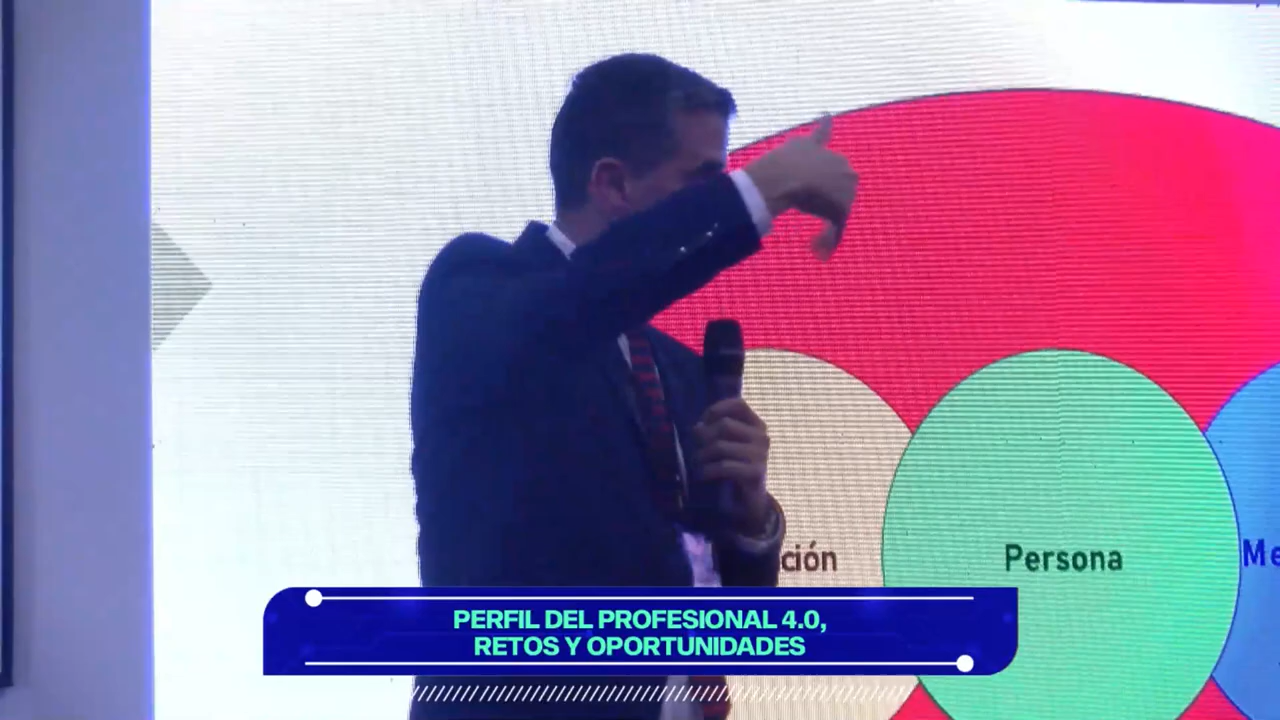 Persona
PERFIL DEL PROFESIONAL 4.0,
RETOS Y OPORTUNIDADES